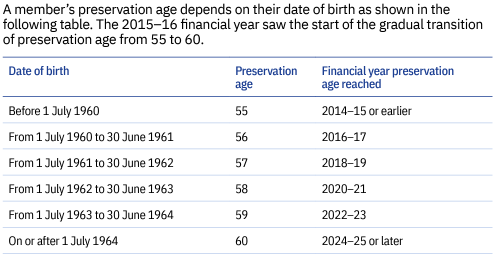 A member’s preservation age depends on their date of birth as shown in the
following table. The 2015–16 financial year saw the start of the gradual transition
of preservation age from 55 to 60.
Date of birth Preservation age Financial year preservation age reached
Before 1 July 1960 55 2014–15 or earlier
From 1 July 1960 to 30 June 1961 56 2016–17
From 1 July 1961 to 30 June 1962 57 2018–19
From 1 July 1962 to 30 June 1963 58 2020–21
From 1 July 1963 to 30 June 1964 59 2022–23
On or after 1 July 1964 60 2024–25 or later